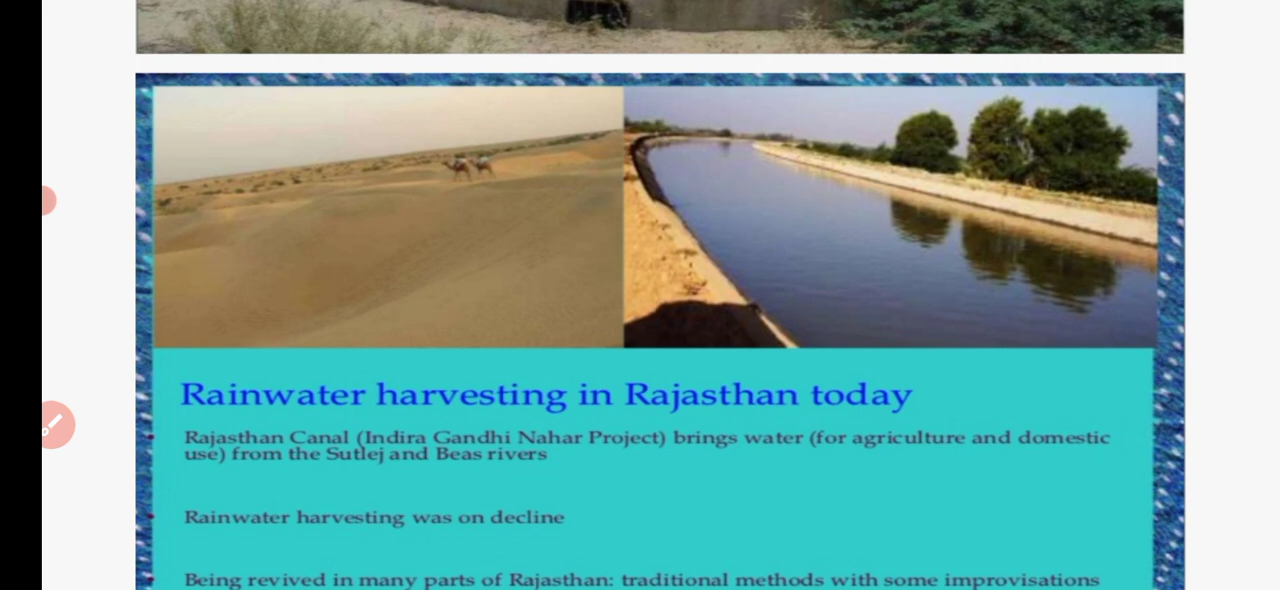 Rainwater harvesting in Rajasthan today
Rajasthan Canal (Indira Gandhi Nahar Project) brings water (for agriculture and domestic
use) from the Sutlej and Beas rivers
Rainwater harvesting was on decline
Being revived in many parts of Rajasthan: traditional methods with some improvisations